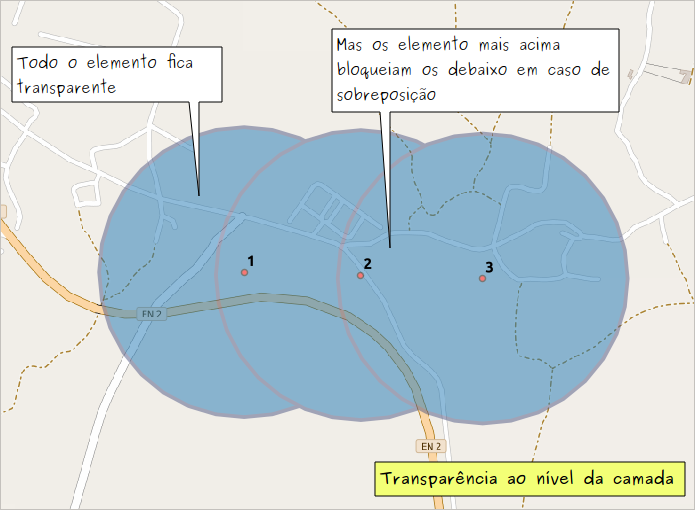 Todo o elemento fica
transparente
Mas os elemento mais acima
bloqueiam os debaixo em caso de
sobreposição
1
2
3
EN 2
EN 2
Transparência ao nível da camada